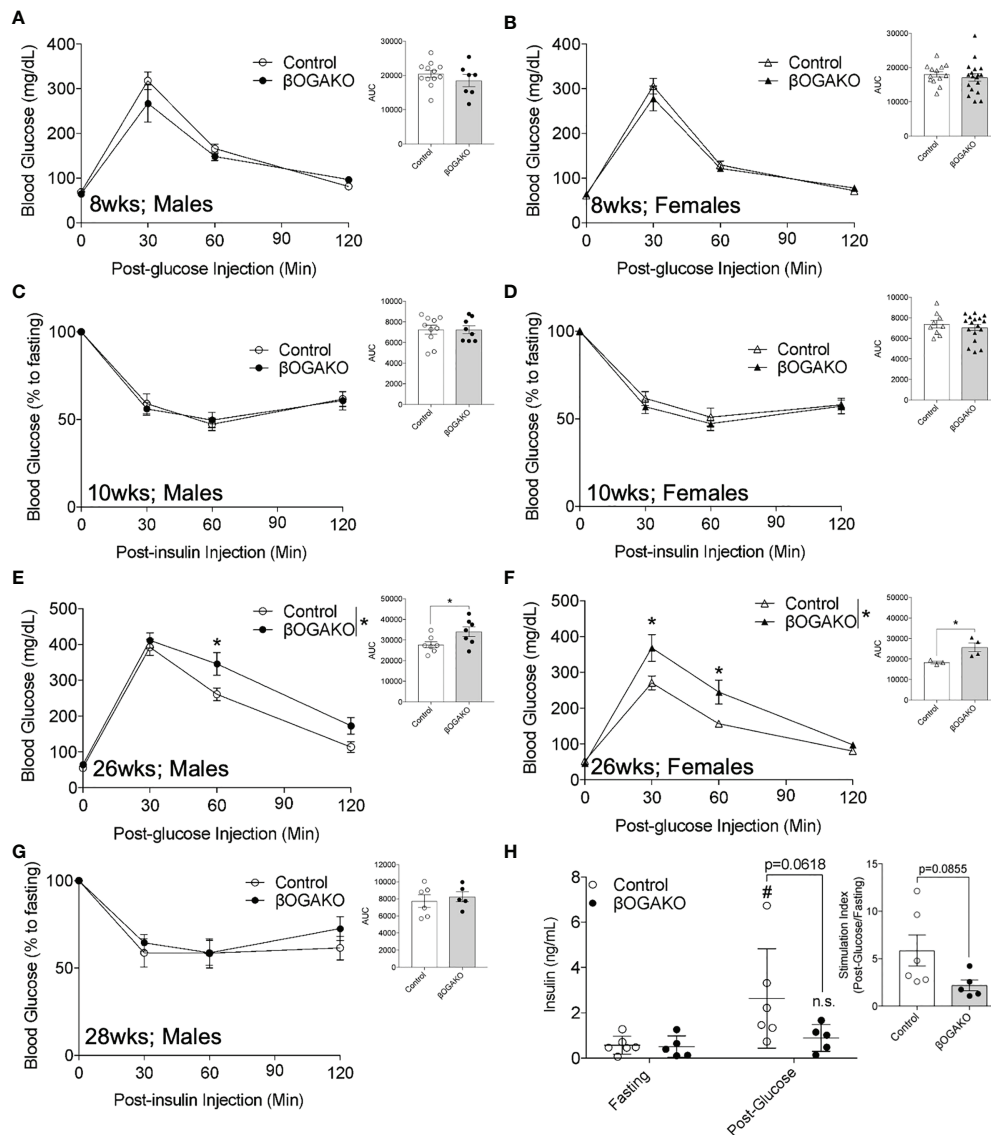 A
Blood Glucose (mg/dL)
400
300
200
100
0
Control
βOGAKO
8wks; Males
0 30 60 90 120
Post-glucose Injection (Min)
AUC
30000
20000
10000
0
Control
βOGAKO
B
Blood Glucose (mg/dL)
400
300
200
100
0
Control
βOGAKO
8wks; Females
0 30 60 90 120
Post-glucose Injection (Min)
AUC
30000
20000
10000
0
Control
βOGAKO
C
Blood Glucose (% to fasting)
100
50
0
Control
βOGAKO
10wks; Males
0 30 60 90 120
Post-insulin Injection (Min)
AUC
10000
8000
6000
4000
2000
0
Control
βOGAKO
D
Blood Glucose (% to fasting)
100
50
0
Control
βOGAKO
10wks; Females
0 30 60 90 120
Post-insulin Injection (Min)
AUC
10000
8000
6000
4000
2000
0
Control
βOGAKO
E
Blood Glucose (mg/dL)
500
400
300
200
100
0
Control
βOGAKO
*
*
26wks; Males
0 30 60 90 120
Post-glucose Injection (Min)
AUC
50000
40000
30000
20000
10000
0
*
Control
βOGAKO
F
Blood Glucose (mg/dL)
500
400
300
200
100
0
Control
βOGAKO
*
*
*
26wks; Females
0 30 60 90 120
Post-glucose Injection (Min)
AUC
50000
40000
30000
20000
10000
0
*
Control
βOGAKO
G
Blood Glucose (% to fasting)
100
50
0
Control
βOGAKO
28wks; Males
0 30 60 90 120
Post-insulin Injection (Min)
AUC
12000
10000
8000
6000
4000
2000
0
Control
βOGAKO
H
Insulin (ng/mL)
8
6
4
2
0
Control
βOGAKO
p=0.0618
#
n.s.
Fasting
Post-Glucose
Stimulation Index
(Post-Glucose/Fasting)
15
10
5
0
p=0.0855
Control
βOGAKO